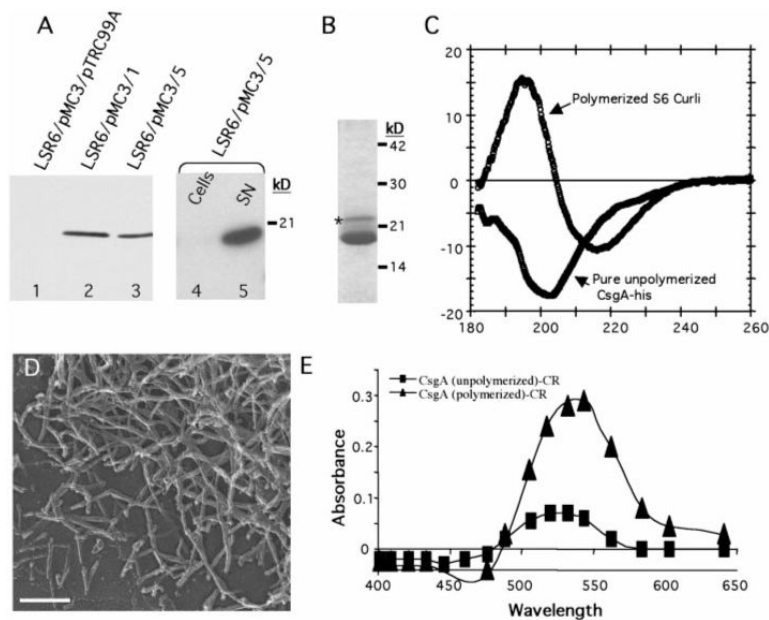 A
LSR6/pMC3/pTRC99A
LSR6/pMC3/1
LSR6/pMC3/5
LSR6/pMC3/5
Cells
SN
kD
21
1
2
3
4
5
B
kD
42
30
*
21
14
C
20
10
0
-10
-20
180
200
220
240
260
Polymerized S6 Curli
Pure unpolymerized
CsgA-his
D
E
CsgA (unpolymerized)-CR
CsgA (polymerized)-CR
Absorbance
0.3
0.2
0.1
0
400
450
500
550
600
650
Wavelength